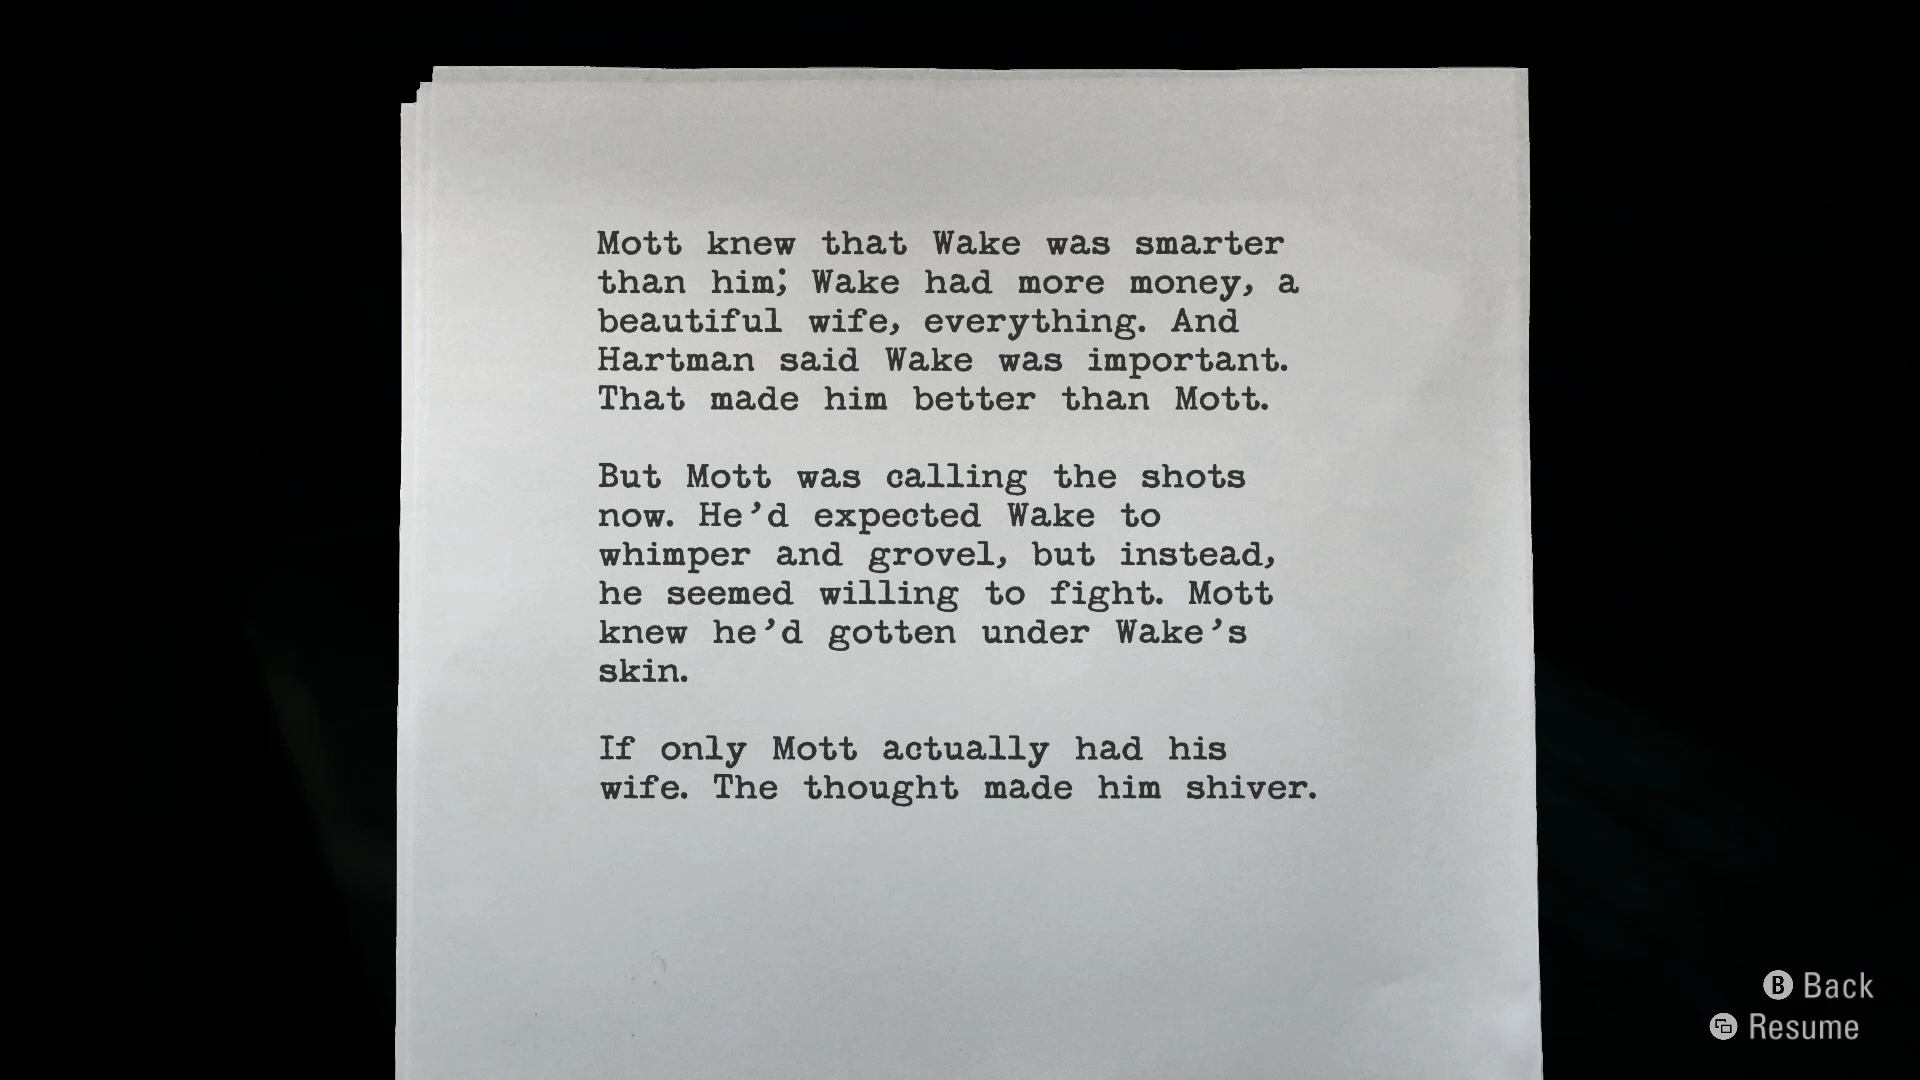 Mott knew that Wake was smarter
than him; Wake had more money, a
beautiful wife, everything. And
Hartman said Wake was important.
That made him better than Mott.
But Mott was calling the shots
now. He’d expected Wake to
whimper and grovel, but instead,
he seemed willing to fight. Mott
knew he’d gotten under Wake’s
skin.
If only Mott actually had his
wife. The thought made him shiver.
B Back
Resume